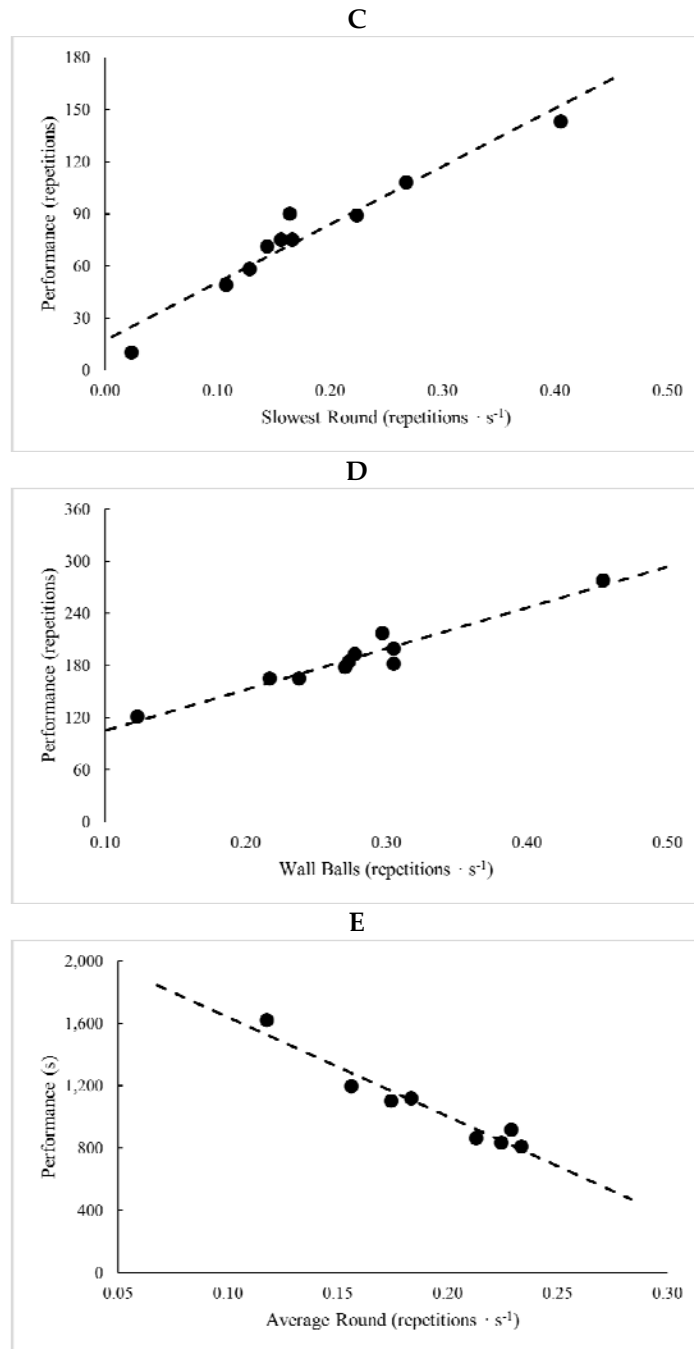 C
180
150
120
90
60
30
0
Performance (repetitions)
0.00 0.10 0.20 0.30 0.40 0.50
Slowest Round (repetitions · s-1)
D
360
300
240
180
120
60
0
Performance (repetitions)
0.10 0.20 0.30 0.40 0.50
Wall Balls (repetitions · s-1)
E
2,000
1,600
1,200
800
400
0
Performance (s)
0.05 0.10 0.15 0.20 0.25 0.30
Average Round (repetitions · s-1)